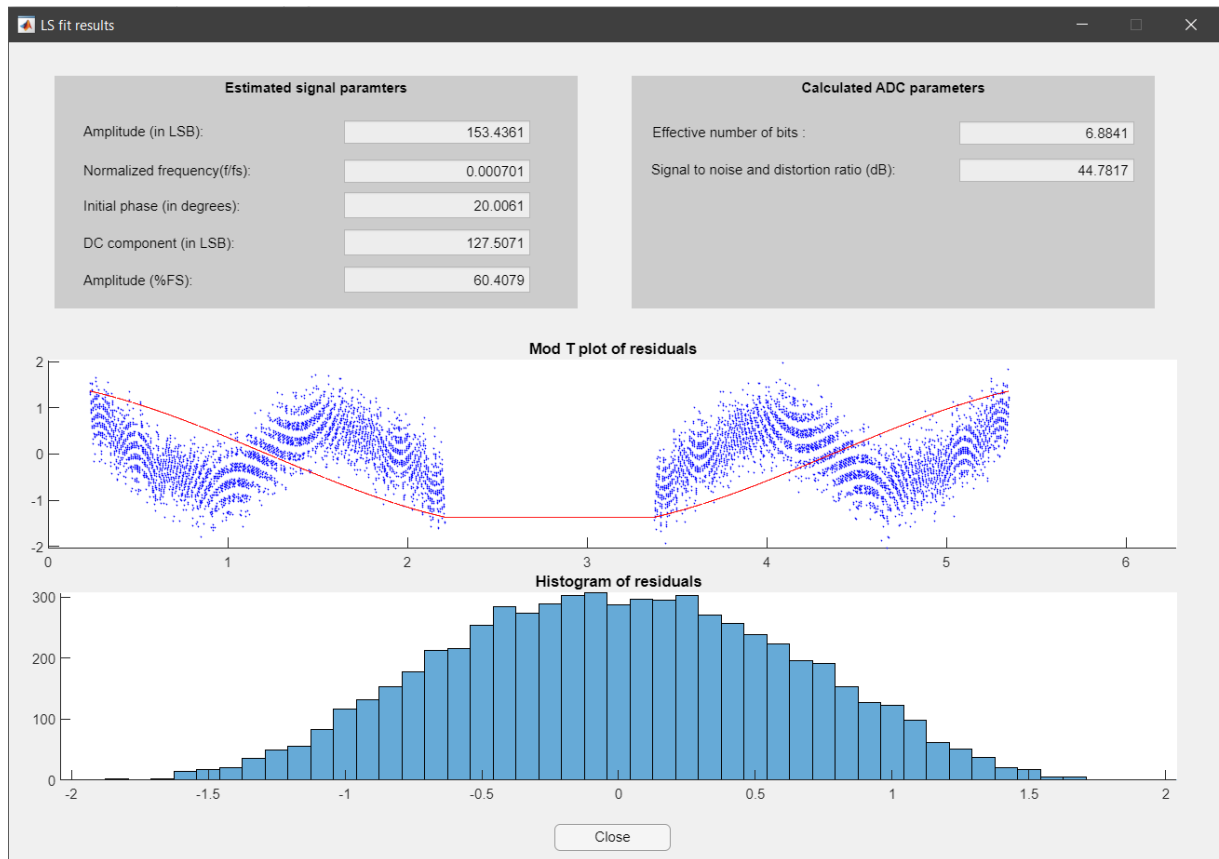 LS fit results
Estimated signal paramters
Amplitude (in LSB): 153.4361
Normalized frequency(f/fs): 0.000701
Initial phase (in degrees): 20.0061
DC component (in LSB): 127.5071
Amplitude (%FS): 60.4079
Calculated ADC parameters
Effective number of bits : 6.8841
Signal to noise and distortion ratio (dB): 44.7817
Mod T plot of residuals
2
1
0
-1
-2
0 1 2 3 4 5 6
Histogram of residuals
300
200
100
0
-2 -1.5 -1 -0.5 0 0.5 1 1.5 2
Close